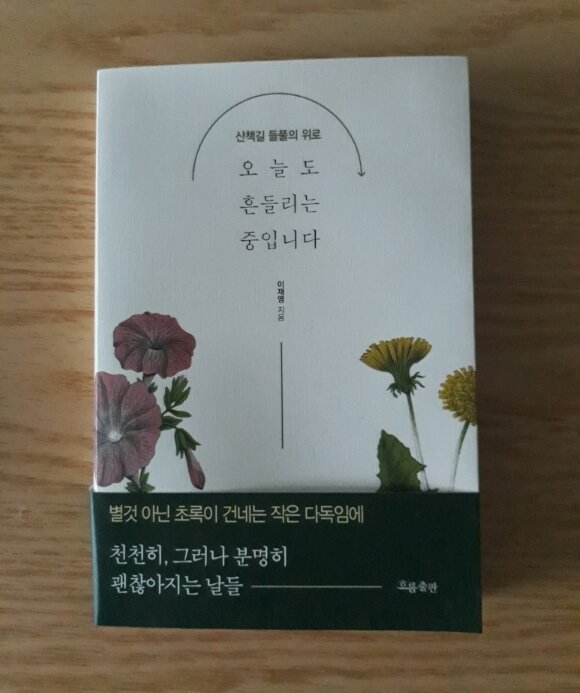 산책길 들풀의 위로
오늘도
흔들리는
중입니다
이재영 지음
별것 아닌 초록이 건네는 작은 다독임에
천천히, 그러나 분명히
괜찮아지는 날들
흐름출판